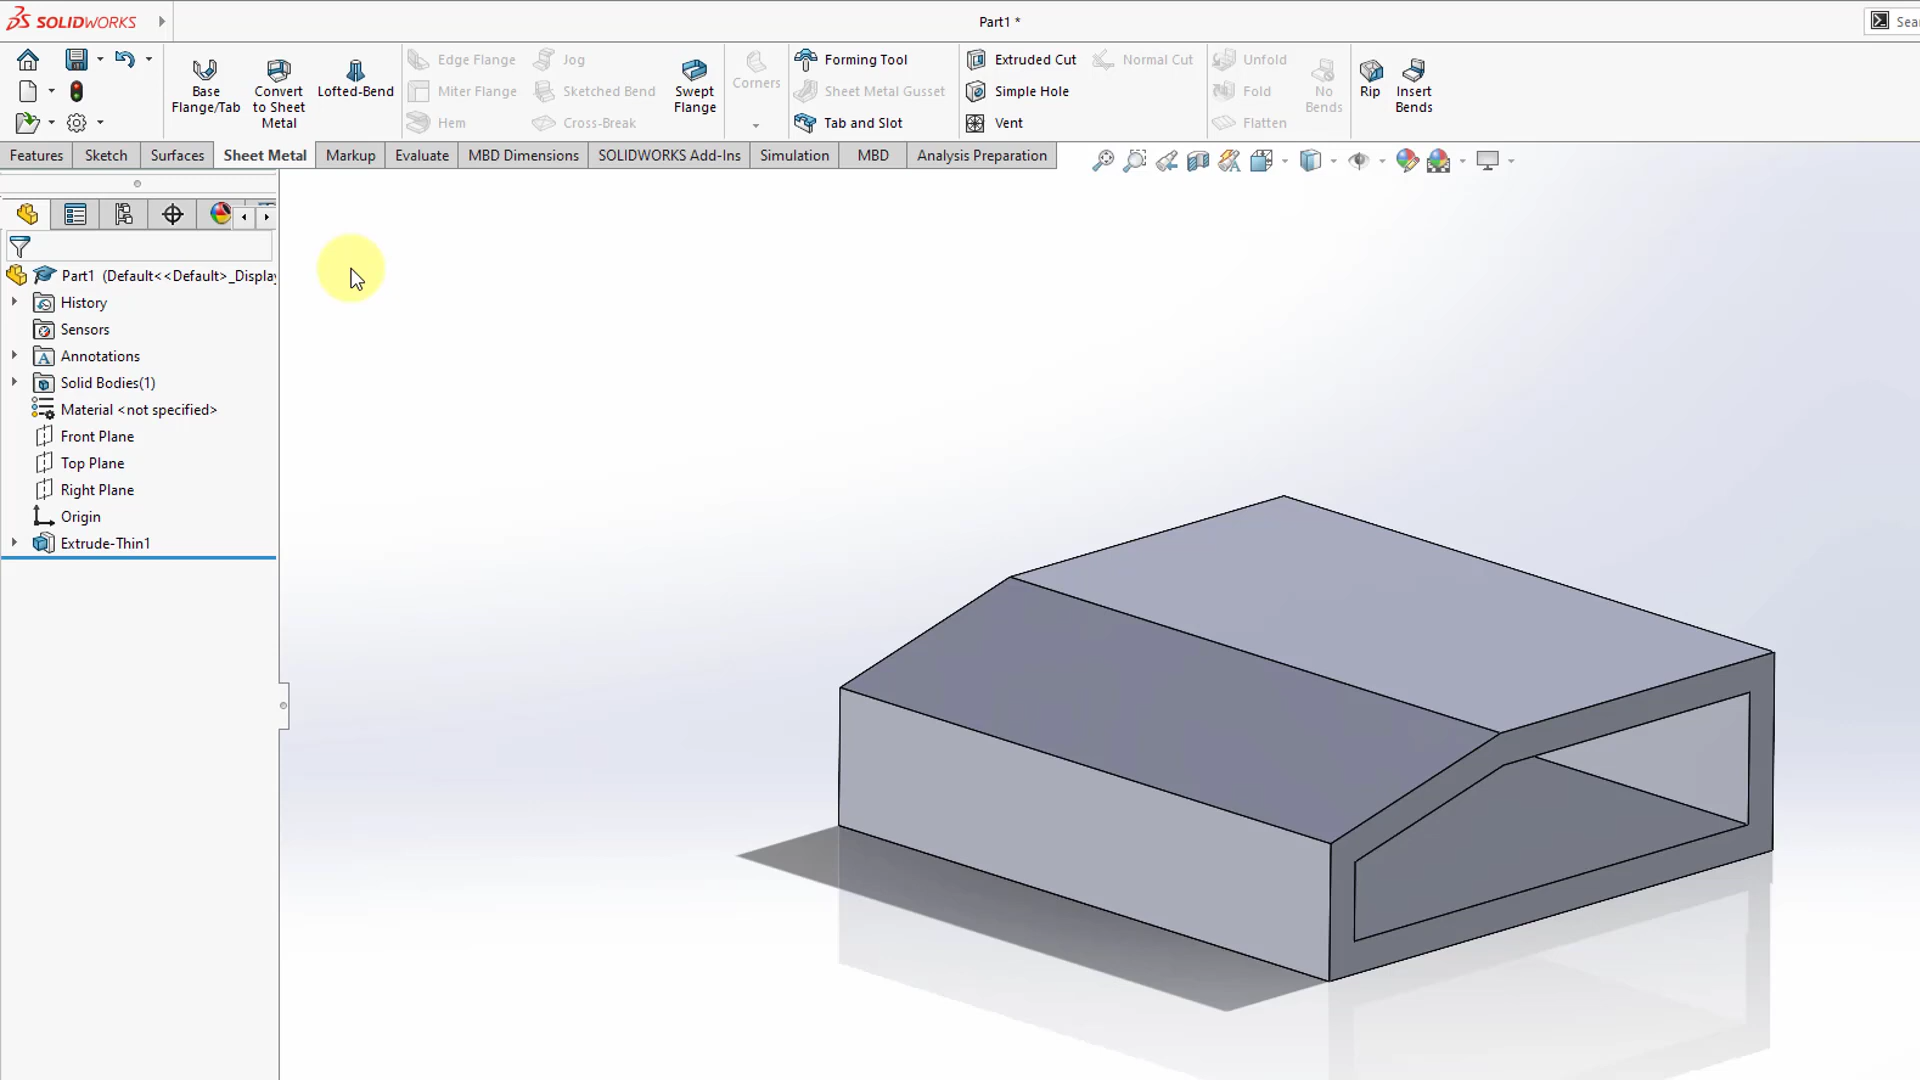 SOLIDWORKS
Part1 *
Sea
Base
Flange/Tab
Convert
to Sheet
Metal
Lofted-Bend
Edge Flange
Miter Flange
Hem
Jog
Sketched Bend
Cross-Break
Swept
Flange
Corners
Forming Tool
Sheet Metal Gusset
Tab and Slot
Extruded Cut
Simple Hole
Vent
Normal Cut
Unfold
Fold
Flatten
No
Bends
Rip
Insert
Bends
Features
Sketch
Surfaces
Sheet Metal
Markup
Evaluate
MBD Dimensions
SOLIDWORKS Add-Ins
Simulation
MBD
Analysis Preparation
Part1 (Default<<Default>_Display
History
Sensors
Annotations
Solid Bodies(1)
Material <not specified>
Front Plane
Top Plane
Right Plane
Origin
Extrude-Thin1